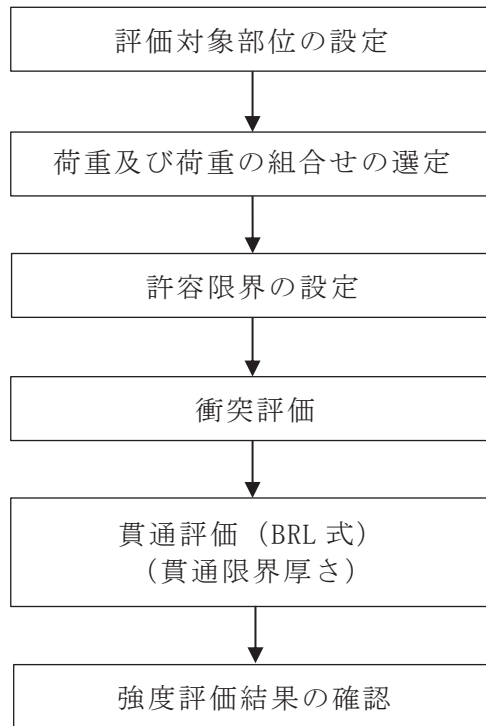 評価対象部位の設定
荷重及び荷重の組合せの選定
許容限界の設定
衝突評価
貫通評価（BRL 式）
（貫通限界厚さ）
強度評価結果の確認